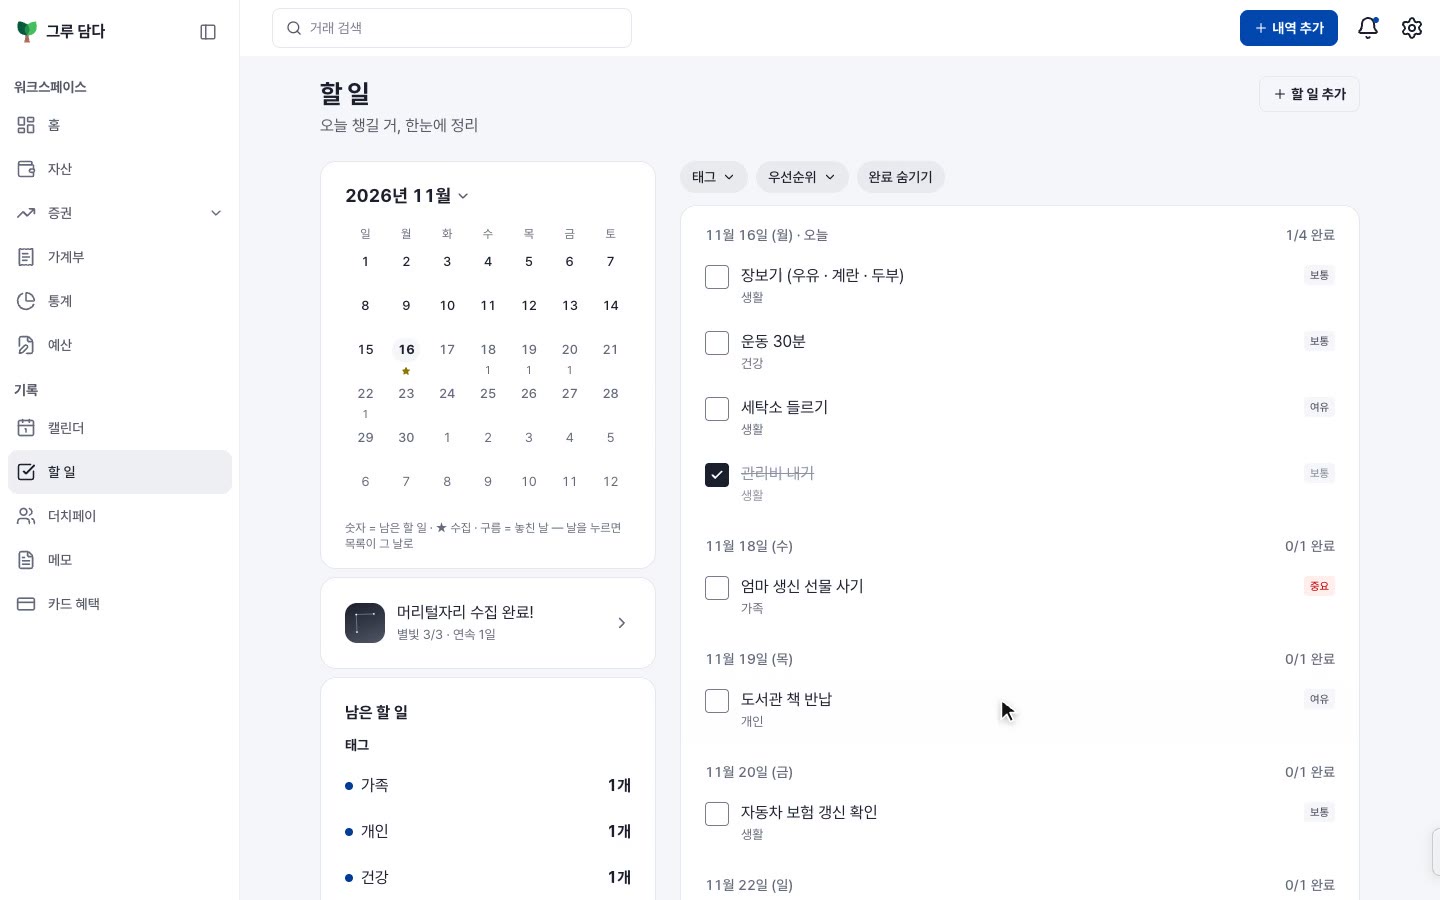 그루 담다
거래 검색
+ 내역 추가
워크스페이스
홈
자산
증권
가계부
통계
예산
기록
캘린더
할 일
더치페이
메모
카드 혜택
할 일
오늘 챙길 거, 한눈에 정리
+ 할 일 추가
2026년 11월
일 월 화 수 목 금 토
1 2 3 4 5 6 7
8 9 10 11 12 13 14
15 16 17 18 19 20 21
★ 1 1 1
22 23 24 25 26 27 28
1
29 30 1 2 3 4 5
6 7 8 9 10 11 12
숫자 = 남은 할 일 · ★ 수집 · 구름 = 놓친 날 — 날을 누르면
목록이 그 날로
머리털자리 수집 완료!
별빛 3/3 · 연속 1일
남은 할 일
태그
가족 1개
개인 1개
건강 1개
태그 우선순위 완료 숨기기
11월 16일 (월) · 오늘 1/4 완료
장보기 (우유 · 계란 · 두부) 보통
생활
운동 30분 보통
건강
세탁소 들르기 여유
생활
관리비 내기 보통
생활
11월 18일 (수) 0/1 완료
엄마 생신 선물 사기 중요
가족
11월 19일 (목) 0/1 완료
도서관 책 반납 여유
개인
11월 20일 (금) 0/1 완료
자동차 보험 갱신 확인 보통
생활
11월 22일 (일) 0/1 완료